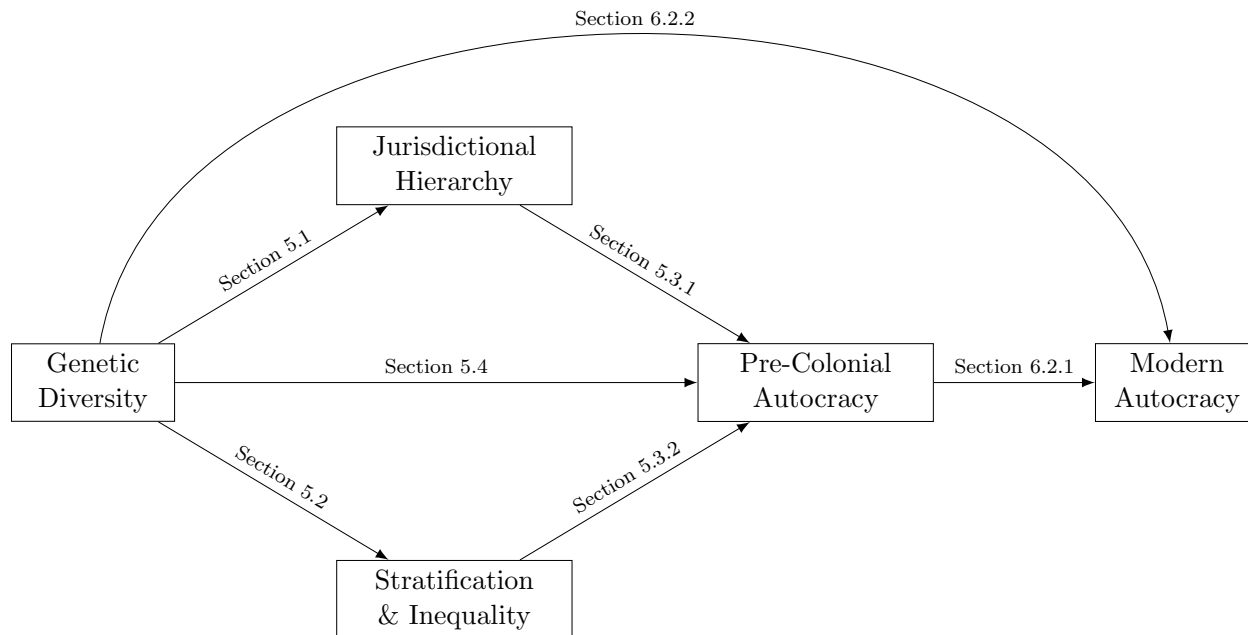 Section 6.2.2
Jurisdictional
Hierarchy
Section 5.1
Section 5.3.1
Genetic
Diversity
Section 5.4
Pre-Colonial
Autocracy
Section 6.2.1
Modern
Autocracy
Section 5.2
Section 5.3.2
Stratification
& Inequality